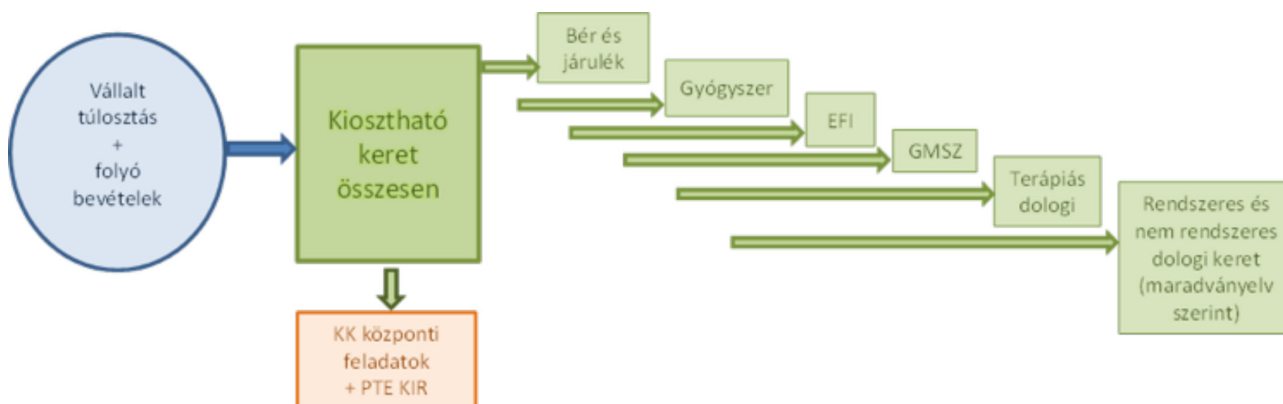 Vállalt
túlosztás
+
folyó
bevételek
Kiosztható
keret
összesen
KK központi
feladatok
+ PTE KIR
Bér és
járulék
Gyógyszer
EFI
GMSZ
Terápiás
dologi
Rendszeres és
nem rendszeres
dologi keret
(maradványelv
szerint)